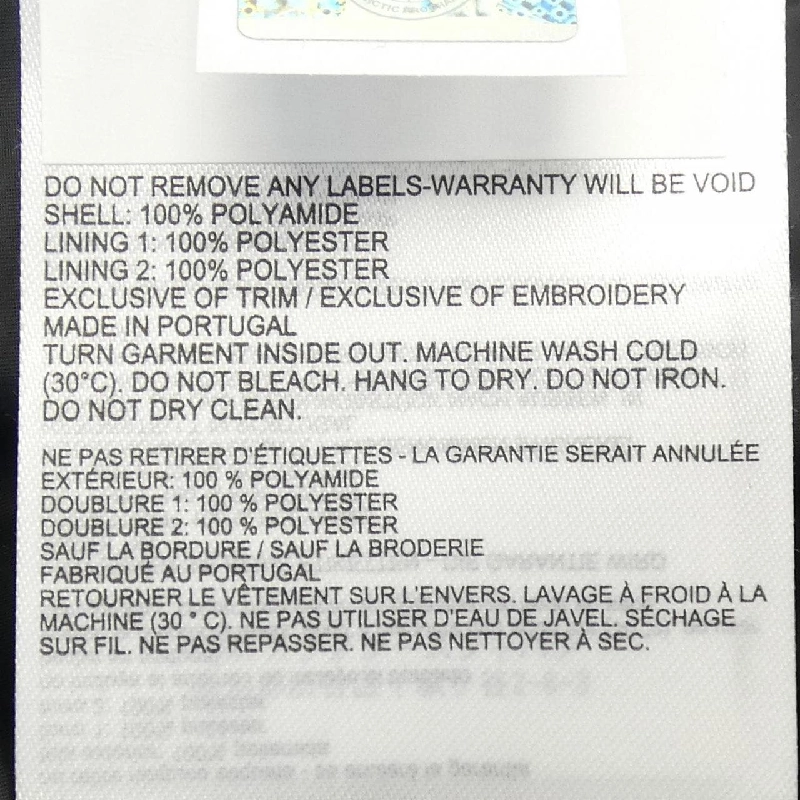 DO NOT REMOVE ANY LABELS-WARRANTY WILL BE VOID
SHELL: 100% POLYAMIDE
LINING 1: 100% POLYESTER
LINING 2: 100% POLYESTER
EXCLUSIVE OF TRIM / EXCLUSIVE OF EMBROIDERY
MADE IN PORTUGAL
TURN GARMENT INSIDE OUT. MACHINE WASH COLD
(30°C). DO NOT BLEACH. HANG TO DRY. DO NOT IRON.
DO NOT DRY CLEAN.
NE PAS RETIRER D'ÉTIQUETTES - LA GARANTIE SERAIT ANNULÉE
EXTÉRIEUR: 100 % POLYAMIDE
DOUBLURE 1: 100 % POLYESTER
DOUBLURE 2: 100 % POLYESTER
SAUF LA BORDURE / SAUF LA BRODERIE
FABRIQUÉ AU PORTUGAL
RETOURNER LE VÊTEMENT SUR L'ENVERS. LAVAGE À FROID À LA
MACHINE (30 ° C). NE PAS UTILISER D'EAU DE JAVEL. SÉCHAGE
SUR FIL. NE PAS REPASSER. NE PAS NETTOYER À SEC.